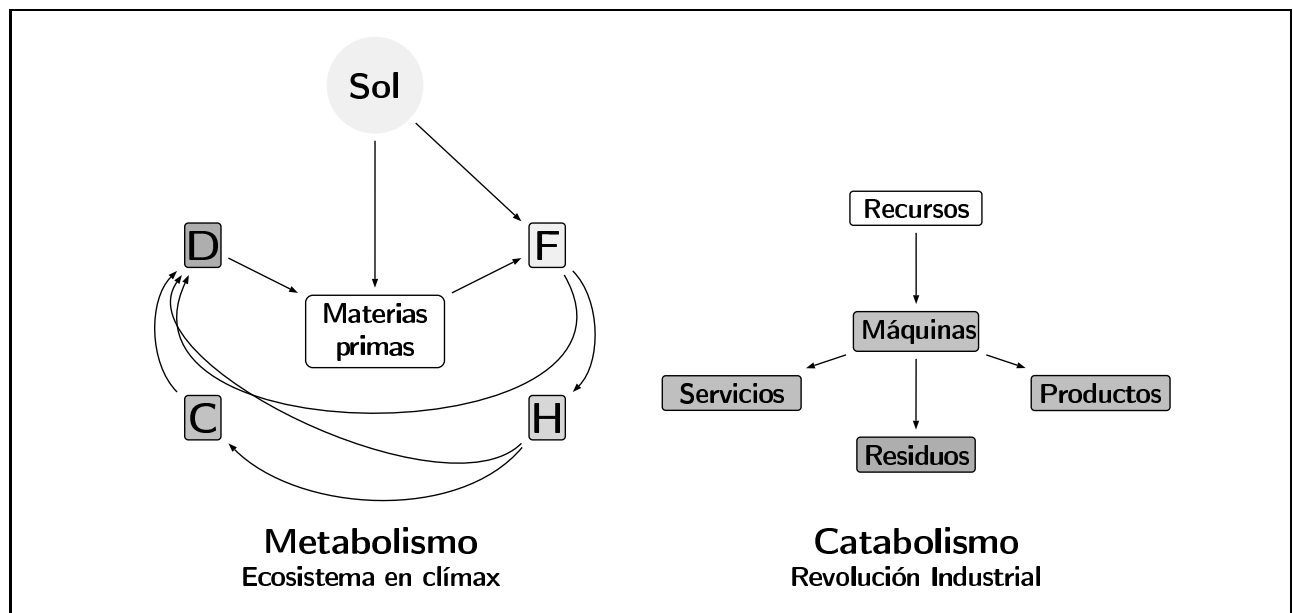 Sol
D
F
Materias
primas
C
H
Metabolismo
Ecosistema en clímax
Recursos
Máquinas
Servicios
Productos
Residuos
Catabolismo
Revolución Industrial